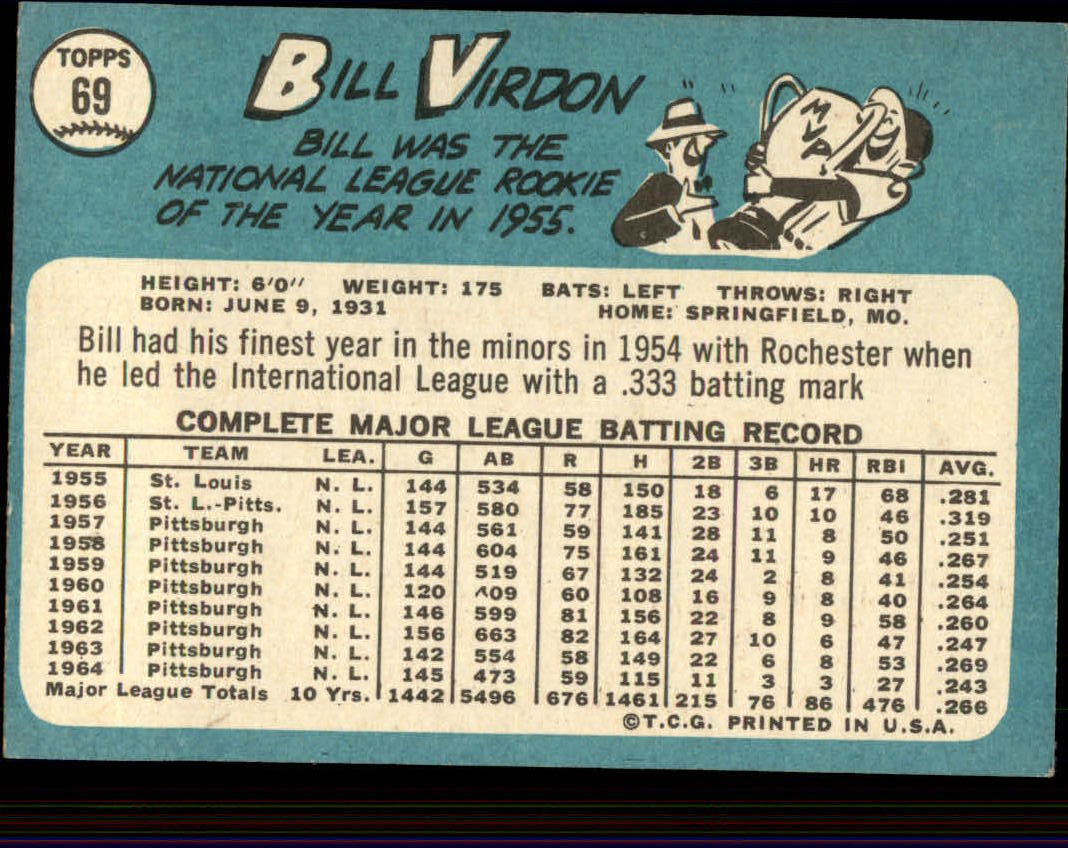 TOPPS
69
BILL VIRDON
BILL WAS THE
NATIONAL LEAGUE ROOKIE
OF THE YEAR IN 1955.
MVP
HEIGHT: 6'0" WEIGHT: 175 BATS: LEFT THROWS: RIGHT
BORN: JUNE 9, 1931 HOME: SPRINGFIELD, MO.
Bill had his finest year in the minors in 1954 with Rochester when
he led the International League with a .333 batting mark
COMPLETE MAJOR LEAGUE BATTING RECORD
YEAR TEAM LEA. G AB R H 2B 3B HR RBI AVG.
1955 St. Louis N. L. 144 534 58 150 18 6 17 68 .281
1956 St. L.-Pitts. N. L. 157 580 77 185 23 10 10 46 .319
1957 Pittsburgh N. L. 144 561 59 141 28 11 8 50 .251
1958 Pittsburgh N. L. 144 604 75 161 24 11 9 46 .267
1959 Pittsburgh N. L. 144 519 67 132 24 2 8 41 .254
1960 Pittsburgh N. L. 120 409 60 108 16 9 8 40 .264
1961 Pittsburgh N. L. 146 599 81 156 22 8 9 58 .260
1962 Pittsburgh N. L. 156 663 82 164 27 10 6 47 .247
1963 Pittsburgh N. L. 142 554 58 149 22 6 8 53 .269
1964 Pittsburgh N. L. 145 473 59 115 11 3 3 27 .243
Major League Totals 10 Yrs. 1442 5496 676 1461 215 76 86 476 .266
©T.C.G. PRINTED IN U.S.A.